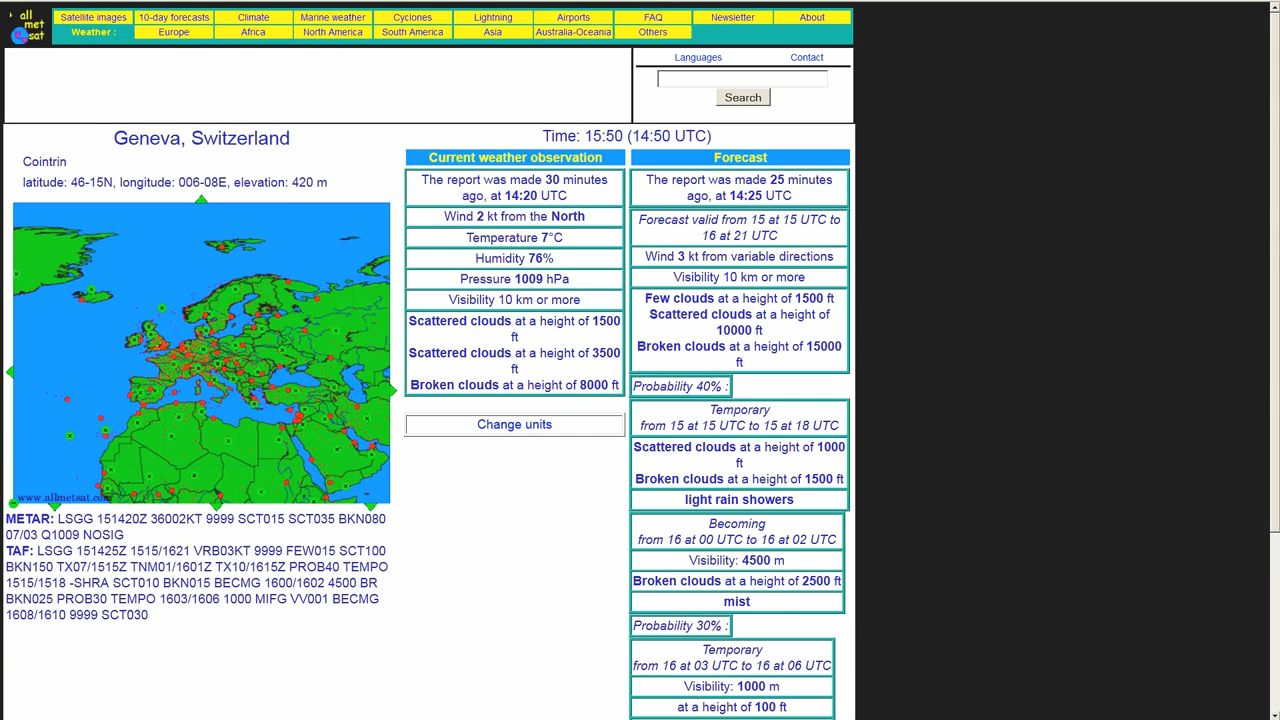 all
met
sat
Satellite images 10-day forecasts Climate Marine weather Cyclones Lightning Airports FAQ Newsletter About
Weather : Europe Africa North America South America Asia Australia-Oceania Others
Languages Contact
Search
Geneva, Switzerland
Cointrin
latitude: 46-15N, longitude: 006-08E, elevation: 420 m
www.allmetsat.com
METAR: LSGG 151420Z 36002KT 9999 SCT015 SCT035 BKN080
07/03 Q1009 NOSIG
TAF: LSGG 151425Z 1515/1621 VRB03KT 9999 FEW015 SCT100
BKN150 TX07/1515Z TNM01/1601Z TX10/1615Z PROB40 TEMPO
1515/1518 -SHRA SCT010 BKN015 BECMG 1600/1602 4500 BR
BKN025 PROB30 TEMPO 1603/1606 1000 MIFG VV001 BECMG
1608/1610 9999 SCT030
Time: 15:50 (14:50 UTC)
Current weather observation
The report was made 30 minutes
ago, at 14:20 UTC
Wind 2 kt from the North
Temperature 7°C
Humidity 76%
Pressure 1009 hPa
Visibility 10 km or more
Scattered clouds at a height of 1500
ft
Scattered clouds at a height of 3500
ft
Broken clouds at a height of 8000 ft
Change units
Forecast
The report was made 25 minutes
ago, at 14:25 UTC
Forecast valid from 15 at 15 UTC to
16 at 21 UTC
Wind 3 kt from variable directions
Visibility 10 km or more
Few clouds at a height of 1500 ft
Scattered clouds at a height of
10000 ft
Broken clouds at a height of 15000
ft
Probability 40% :
Temporary
from 15 at 15 UTC to 15 at 18 UTC
Scattered clouds at a height of 1000
ft
Broken clouds at a height of 1500 ft
light rain showers
Becoming
from 16 at 00 UTC to 16 at 02 UTC
Visibility: 4500 m
Broken clouds at a height of 2500 ft
mist
Probability 30% :
Temporary
from 16 at 03 UTC to 16 at 06 UTC
Visibility: 1000 m
at a height of 100 ft